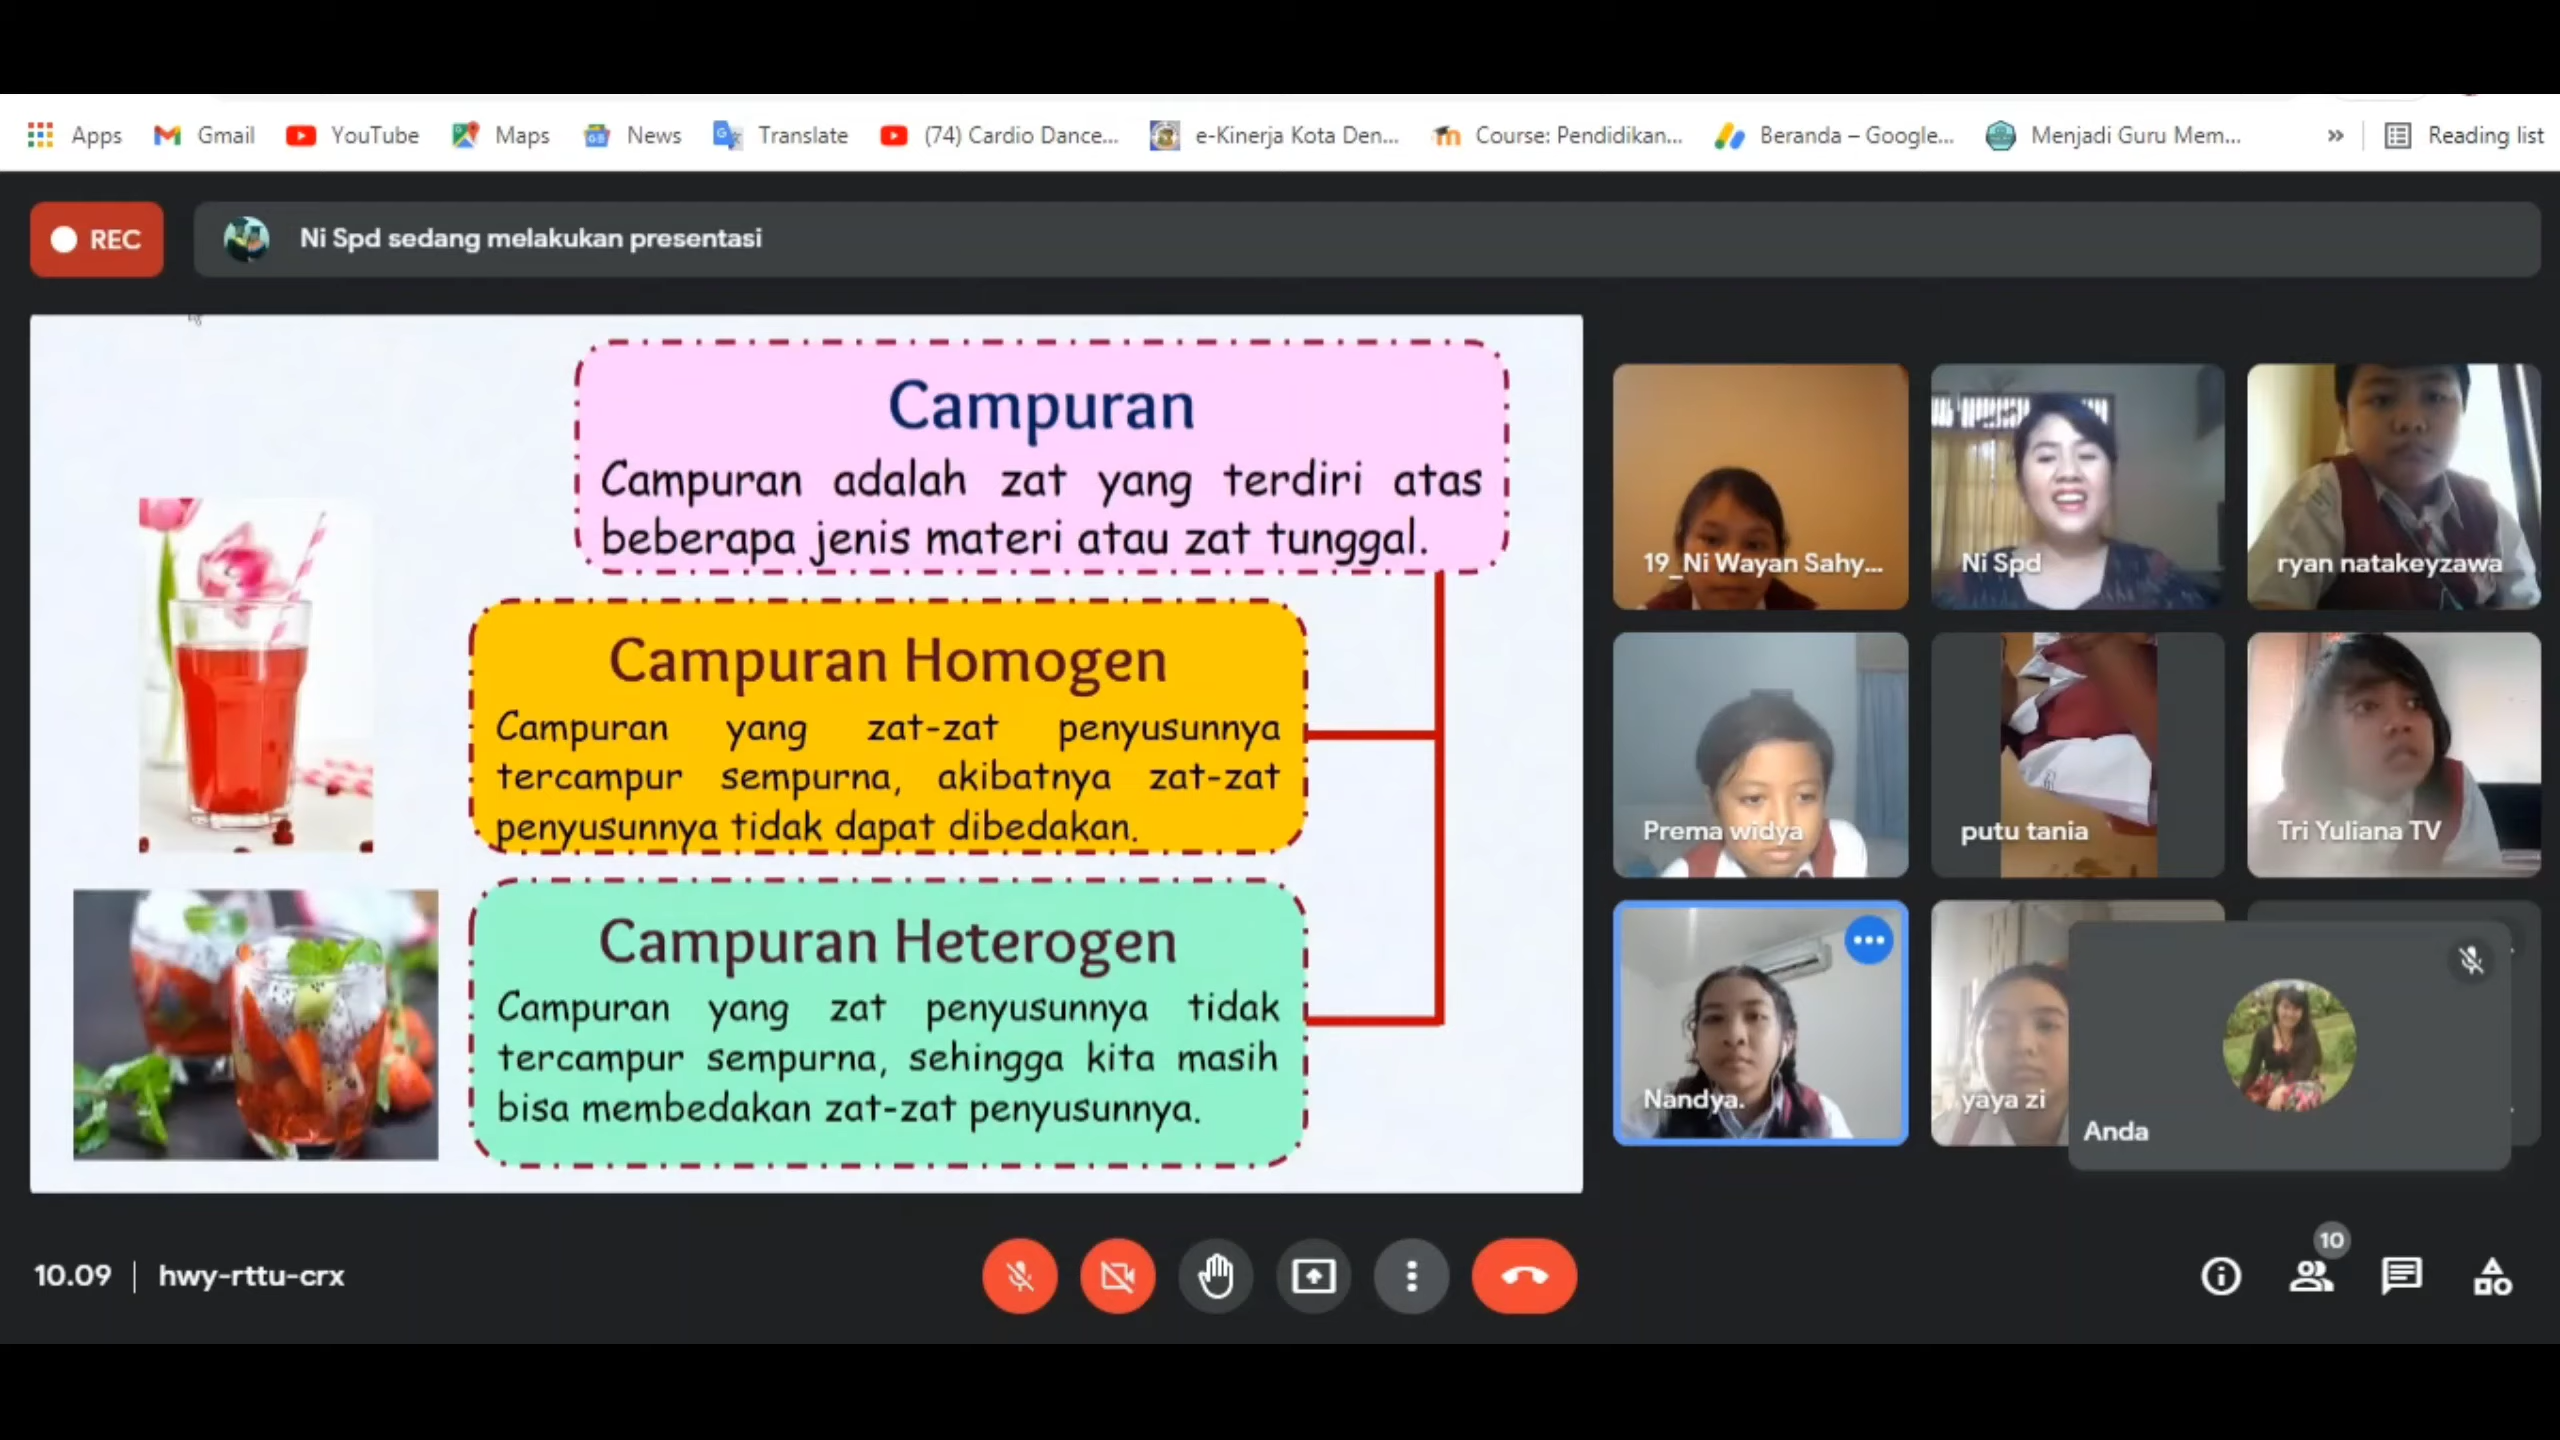 Apps Gmail YouTube Maps News Translate (74) Cardio Dance... e-Kinerja Kota Den... Course: Pendidikan... Beranda – Google... Menjadi Guru Mem... » Reading list
REC Ni Spd sedang melakukan presentasi
Campuran
Campuran adalah zat yang terdiri atas
beberapa jenis materi atau zat tunggal.
Campuran Homogen
Campuran yang zat-zat penyusunnya
tercampur sempurna, akibatnya zat-zat
penyusunnya tidak dapat dibedakan.
Campuran Heterogen
Campuran yang zat penyusunnya tidak
tercampur sempurna, sehingga kita masih
bisa membedakan zat-zat penyusunnya.
19_Ni Wayan Sahy... Ni Spd ryan natakeyzawa
Prema widya putu tania Tri Yuliana TV
Nandya. yaya zi
Anda
10.09 | hwy-rttu-crx
10